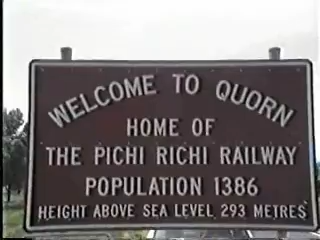 WELCOME TO QUORN
HOME OF
THE PICHI RICHI RAILWAY
POPULATION 1386
HEIGHT ABOVE SEA LEVEL 293 METRES